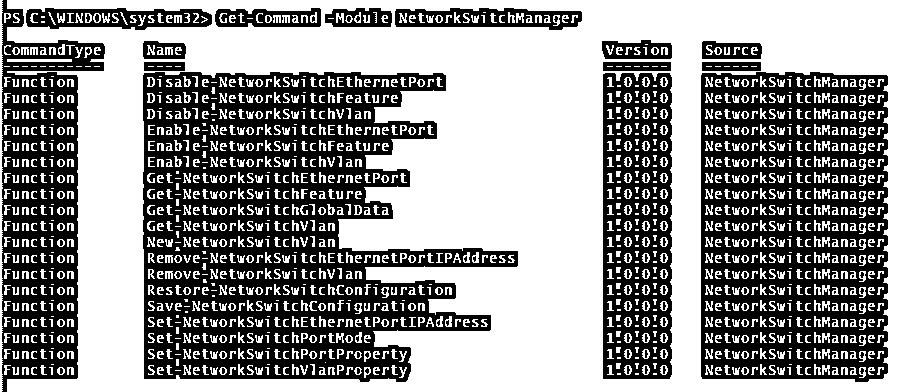 PS C:\WINDOWS\system32> Get-Command -Module NetworkSwitchManager
CommandType Name Version Source
----------- ---- ------- ------
Function Disable-NetworkSwitchEthernetPort 1.0.0.0 NetworkSwitchManager
Function Disable-NetworkSwitchFeature 1.0.0.0 NetworkSwitchManager
Function Disable-NetworkSwitchVlan 1.0.0.0 NetworkSwitchManager
Function Enable-NetworkSwitchEthernetPort 1.0.0.0 NetworkSwitchManager
Function Enable-NetworkSwitchFeature 1.0.0.0 NetworkSwitchManager
Function Enable-NetworkSwitchVlan 1.0.0.0 NetworkSwitchManager
Function Get-NetworkSwitchEthernetPort 1.0.0.0 NetworkSwitchManager
Function Get-NetworkSwitchFeature 1.0.0.0 NetworkSwitchManager
Function Get-NetworkSwitchGlobalData 1.0.0.0 NetworkSwitchManager
Function Get-NetworkSwitchVlan 1.0.0.0 NetworkSwitchManager
Function New-NetworkSwitchVlan 1.0.0.0 NetworkSwitchManager
Function Remove-NetworkSwitchEthernetPortIPAddress 1.0.0.0 NetworkSwitchManager
Function Remove-NetworkSwitchVlan 1.0.0.0 NetworkSwitchManager
Function Restore-NetworkSwitchConfiguration 1.0.0.0 NetworkSwitchManager
Function Save-NetworkSwitchConfiguration 1.0.0.0 NetworkSwitchManager
Function Set-NetworkSwitchEthernetPortIPAddress 1.0.0.0 NetworkSwitchManager
Function Set-NetworkSwitchPortMode 1.0.0.0 NetworkSwitchManager
Function Set-NetworkSwitchPortProperty 1.0.0.0 NetworkSwitchManager
Function Set-NetworkSwitchVlanProperty 1.0.0.0 NetworkSwitchManager